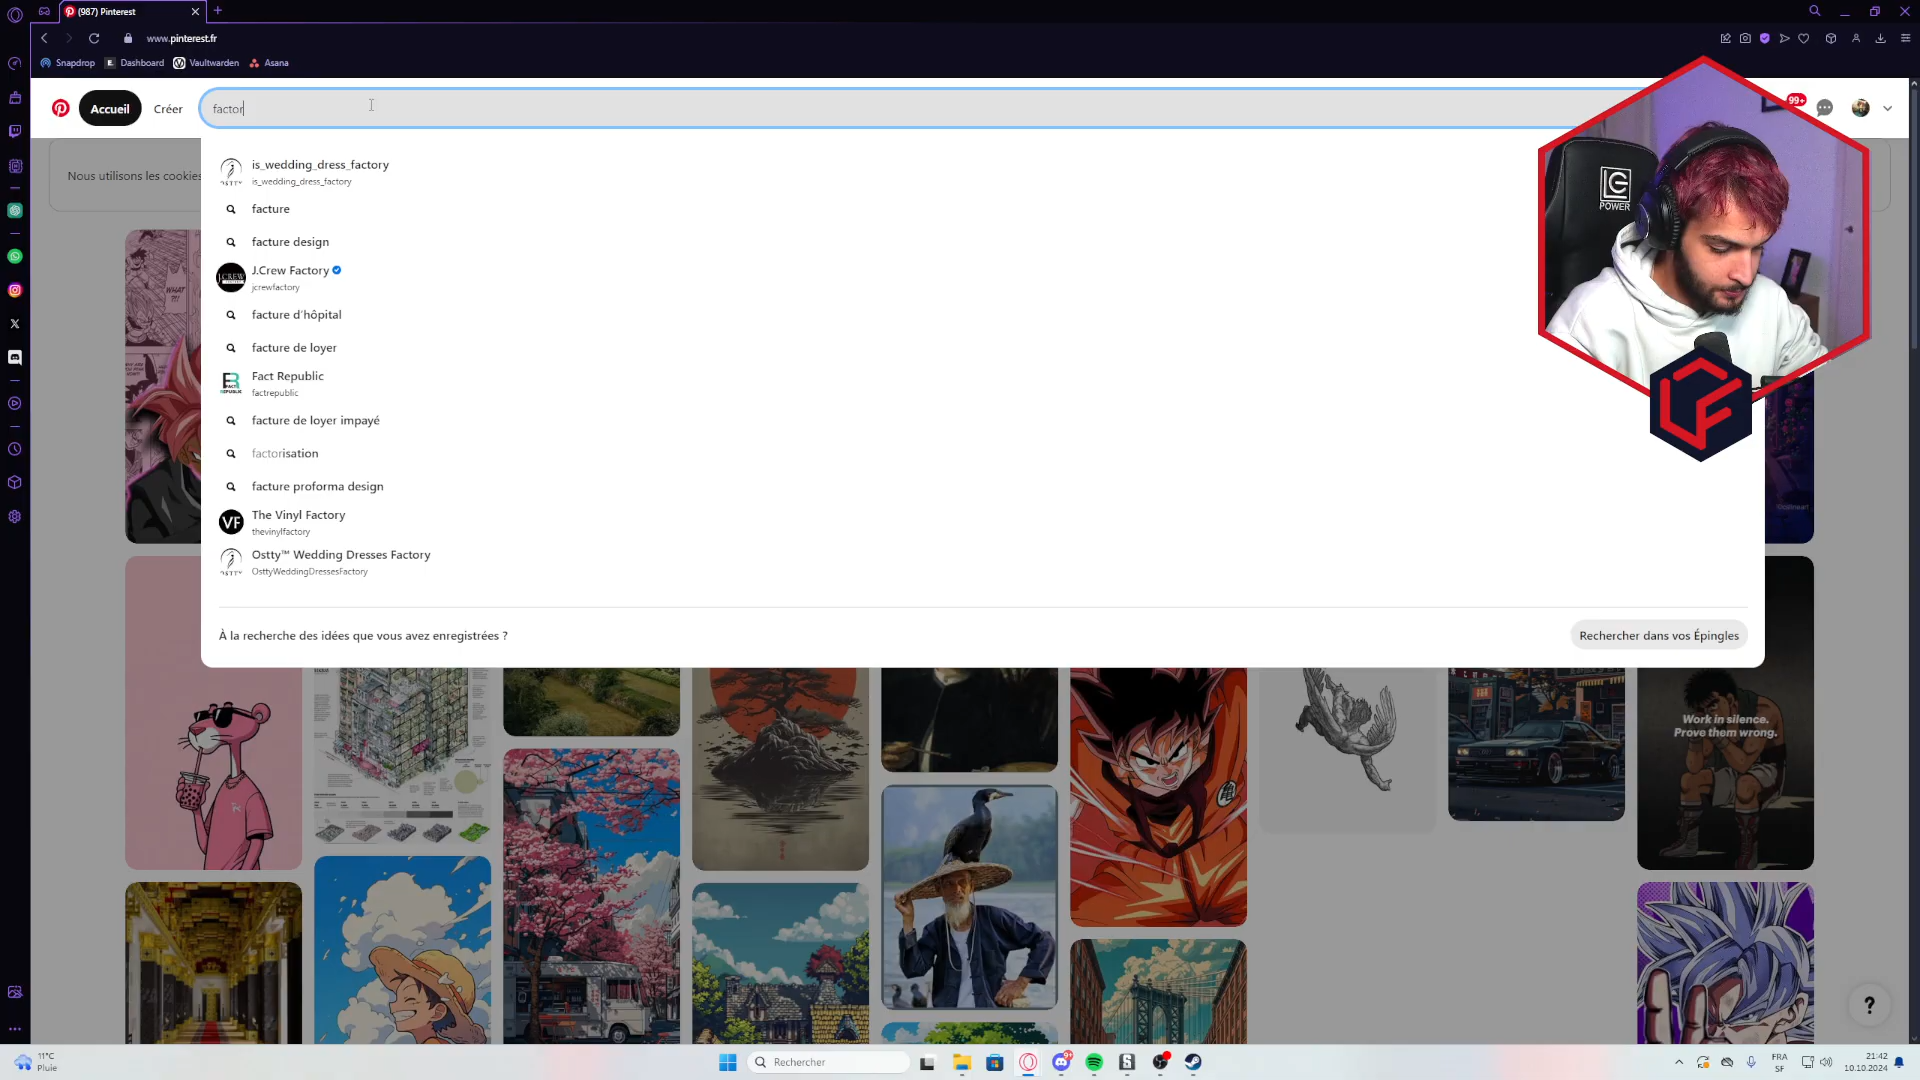 (987) Pinterest
www.pinterest.fr
Snapdrop
Dashboard
Vaultwarden
Asana
Accueil
Créer
factor
99+
Nous utilisons les cookies
is_wedding_dress_factory
is_wedding_dress_factory
facture
facture design
J.Crew Factory
jcrewfactory
facture d'hôpital
facture de loyer
Fact Republic
factrepublic
facture de loyer impayé
factorisation
facture proforma design
VF
The Vinyl Factory
thevinylfactory
Ostty™ Wedding Dresses Factory
OsttyWeddingDressesFactory
À la recherche des idées que vous avez enregistrées ?
Rechercher dans vos Épingles
WHAT
?!!
LC
POWER
Work in silence.
Prove them wrong.
?
11°C
Pluie
Rechercher
9+
FRA
SF
21:42
10.10.2024